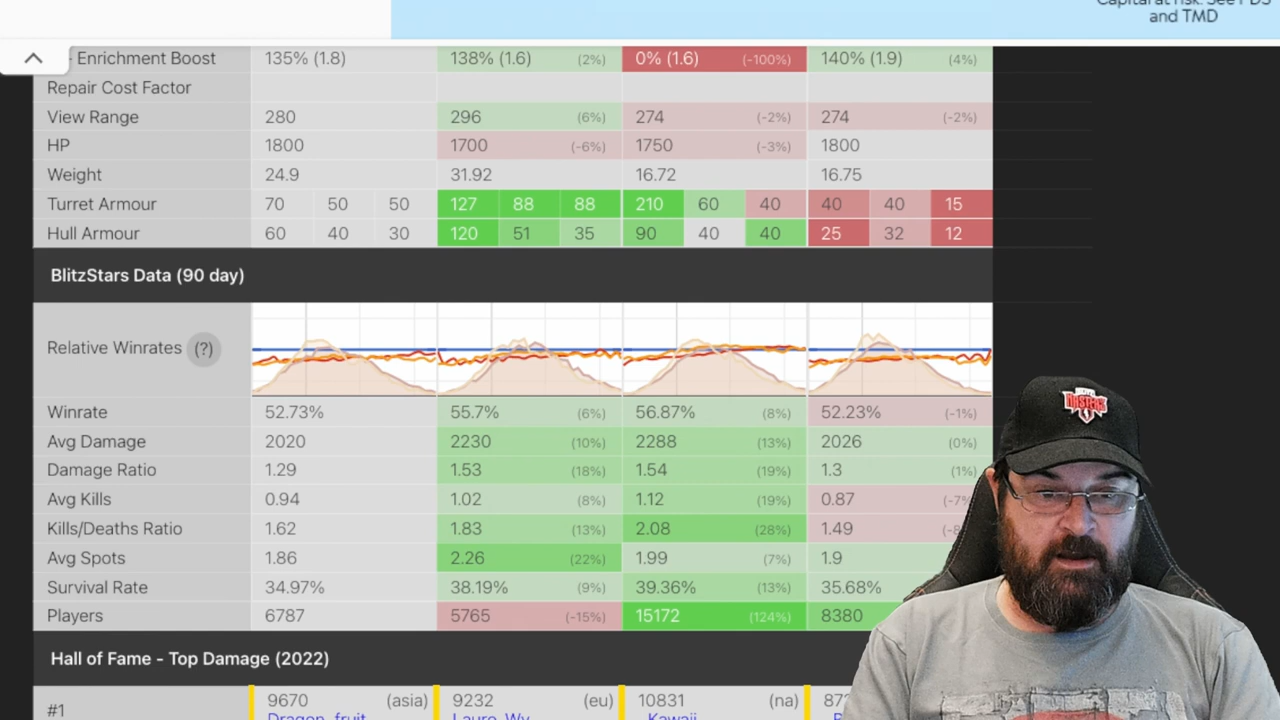 and TMD
Enrichment Boost 135% (1.8) 138% (1.6) (2%) 0% (1.6) (-100%) 140% (1.9) (4%)
Repair Cost Factor
View Range 280 296 (6%) 274 (-2%) 274 (-2%)
HP 1800 1700 (-6%) 1750 (-3%) 1800
Weight 24.9 31.92 16.72 16.75
Turret Armour 70 50 50 127 88 88 210 60 40 40 40 15
Hull Armour 60 40 30 120 51 35 90 40 40 25 32 12
BlitzStars Data (90 day)
Relative Winrates (?)
Winrate 52.73% 55.7% (6%) 56.87% (8%) 52.23% (-1%)
Avg Damage 2020 2230 (10%) 2288 (13%) 2026 (0%)
Damage Ratio 1.29 1.53 (18%) 1.54 (19%) 1.3 (1%)
Avg Kills 0.94 1.02 (8%) 1.12 (19%) 0.87 (-7%
Kills/Deaths Ratio 1.62 1.83 (13%) 2.08 (28%) 1.49
Avg Spots 1.86 2.26 (22%) 1.99 (7%) 1.9
Survival Rate 34.97% 38.19% (9%) 39.36% (13%) 35.68%
Players 6787 5765 (-15%) 15172 (124%) 8380
Hall of Fame - Top Damage (2022)
#1 9670 (asia) 9232 (eu) 10831 (na)
MASTERS